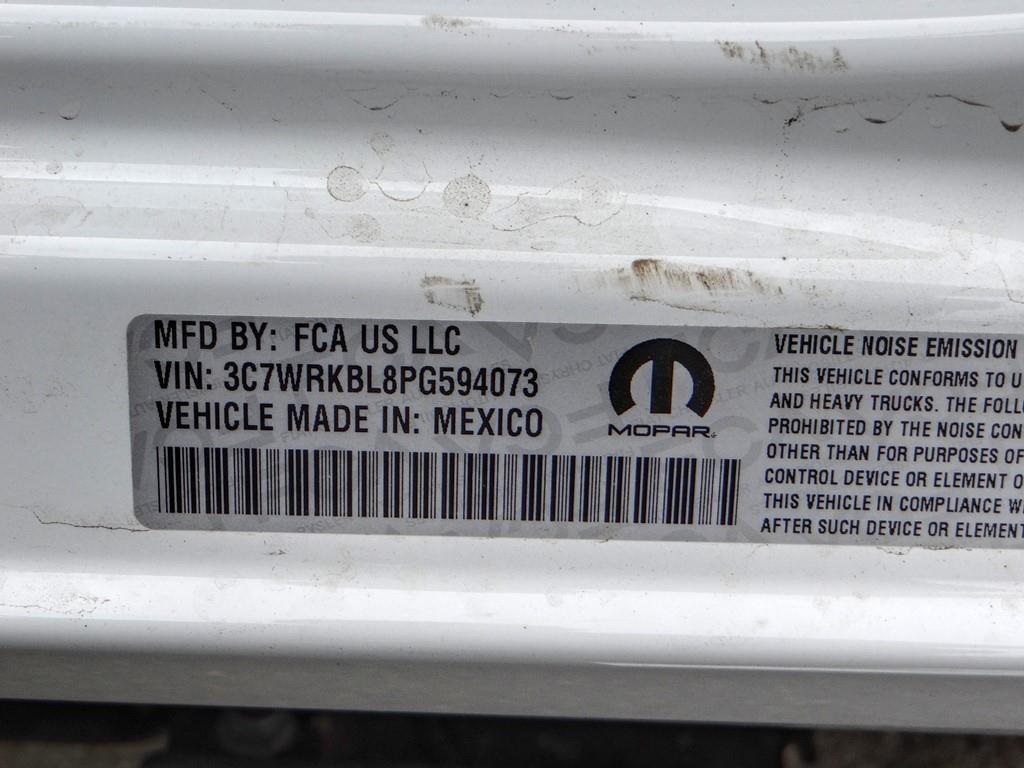 MFD BY: FCA US LLC
VIN: 3C7WRKBL8PG594073
VEHICLE MADE IN: MEXICO
MOPAR
VEHICLE NOISE EMISSION
THIS VEHICLE CONFORMS TO U
AND HEAVY TRUCKS. THE FOLL
PROHIBITED BY THE NOISE CON
OTHER THAN FOR PURPOSES OF
CONTROL DEVICE OR ELEMENT O
THIS VEHICLE IN COMPLIANCE WI
AFTER SUCH DEVICE OR ELEMENT